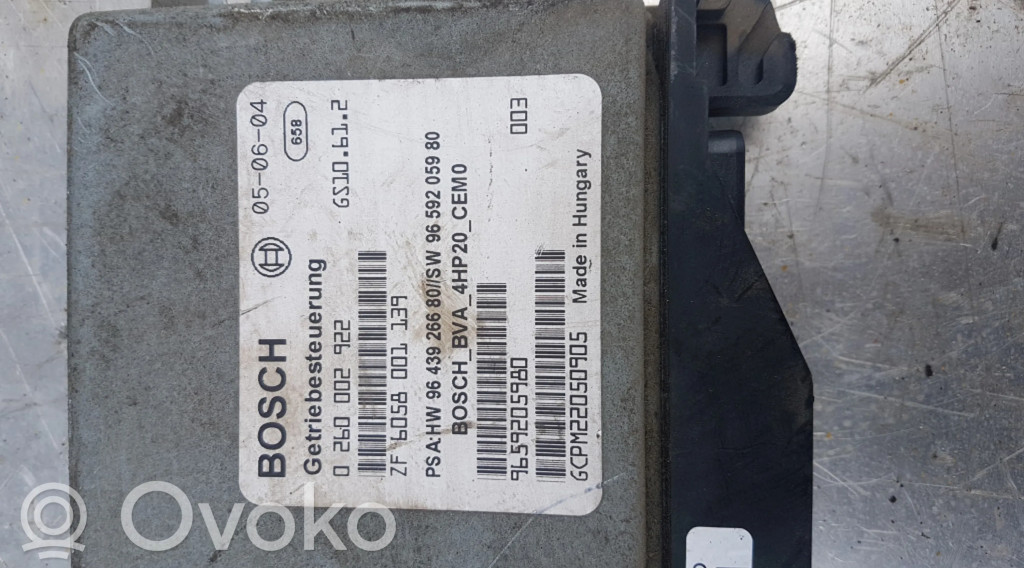 BOSCH
05-06-04
658
Getriebesteuerung
0 260 002 922
GS10.61.2
ZF 6058 001 139
PSA:HW 96 439 266 80//SW 96 592 059 80
BOSCH_BVA_4HP20_CEM0
9659205980
003
GCPM22050905
Made in Hungary
Ovoko